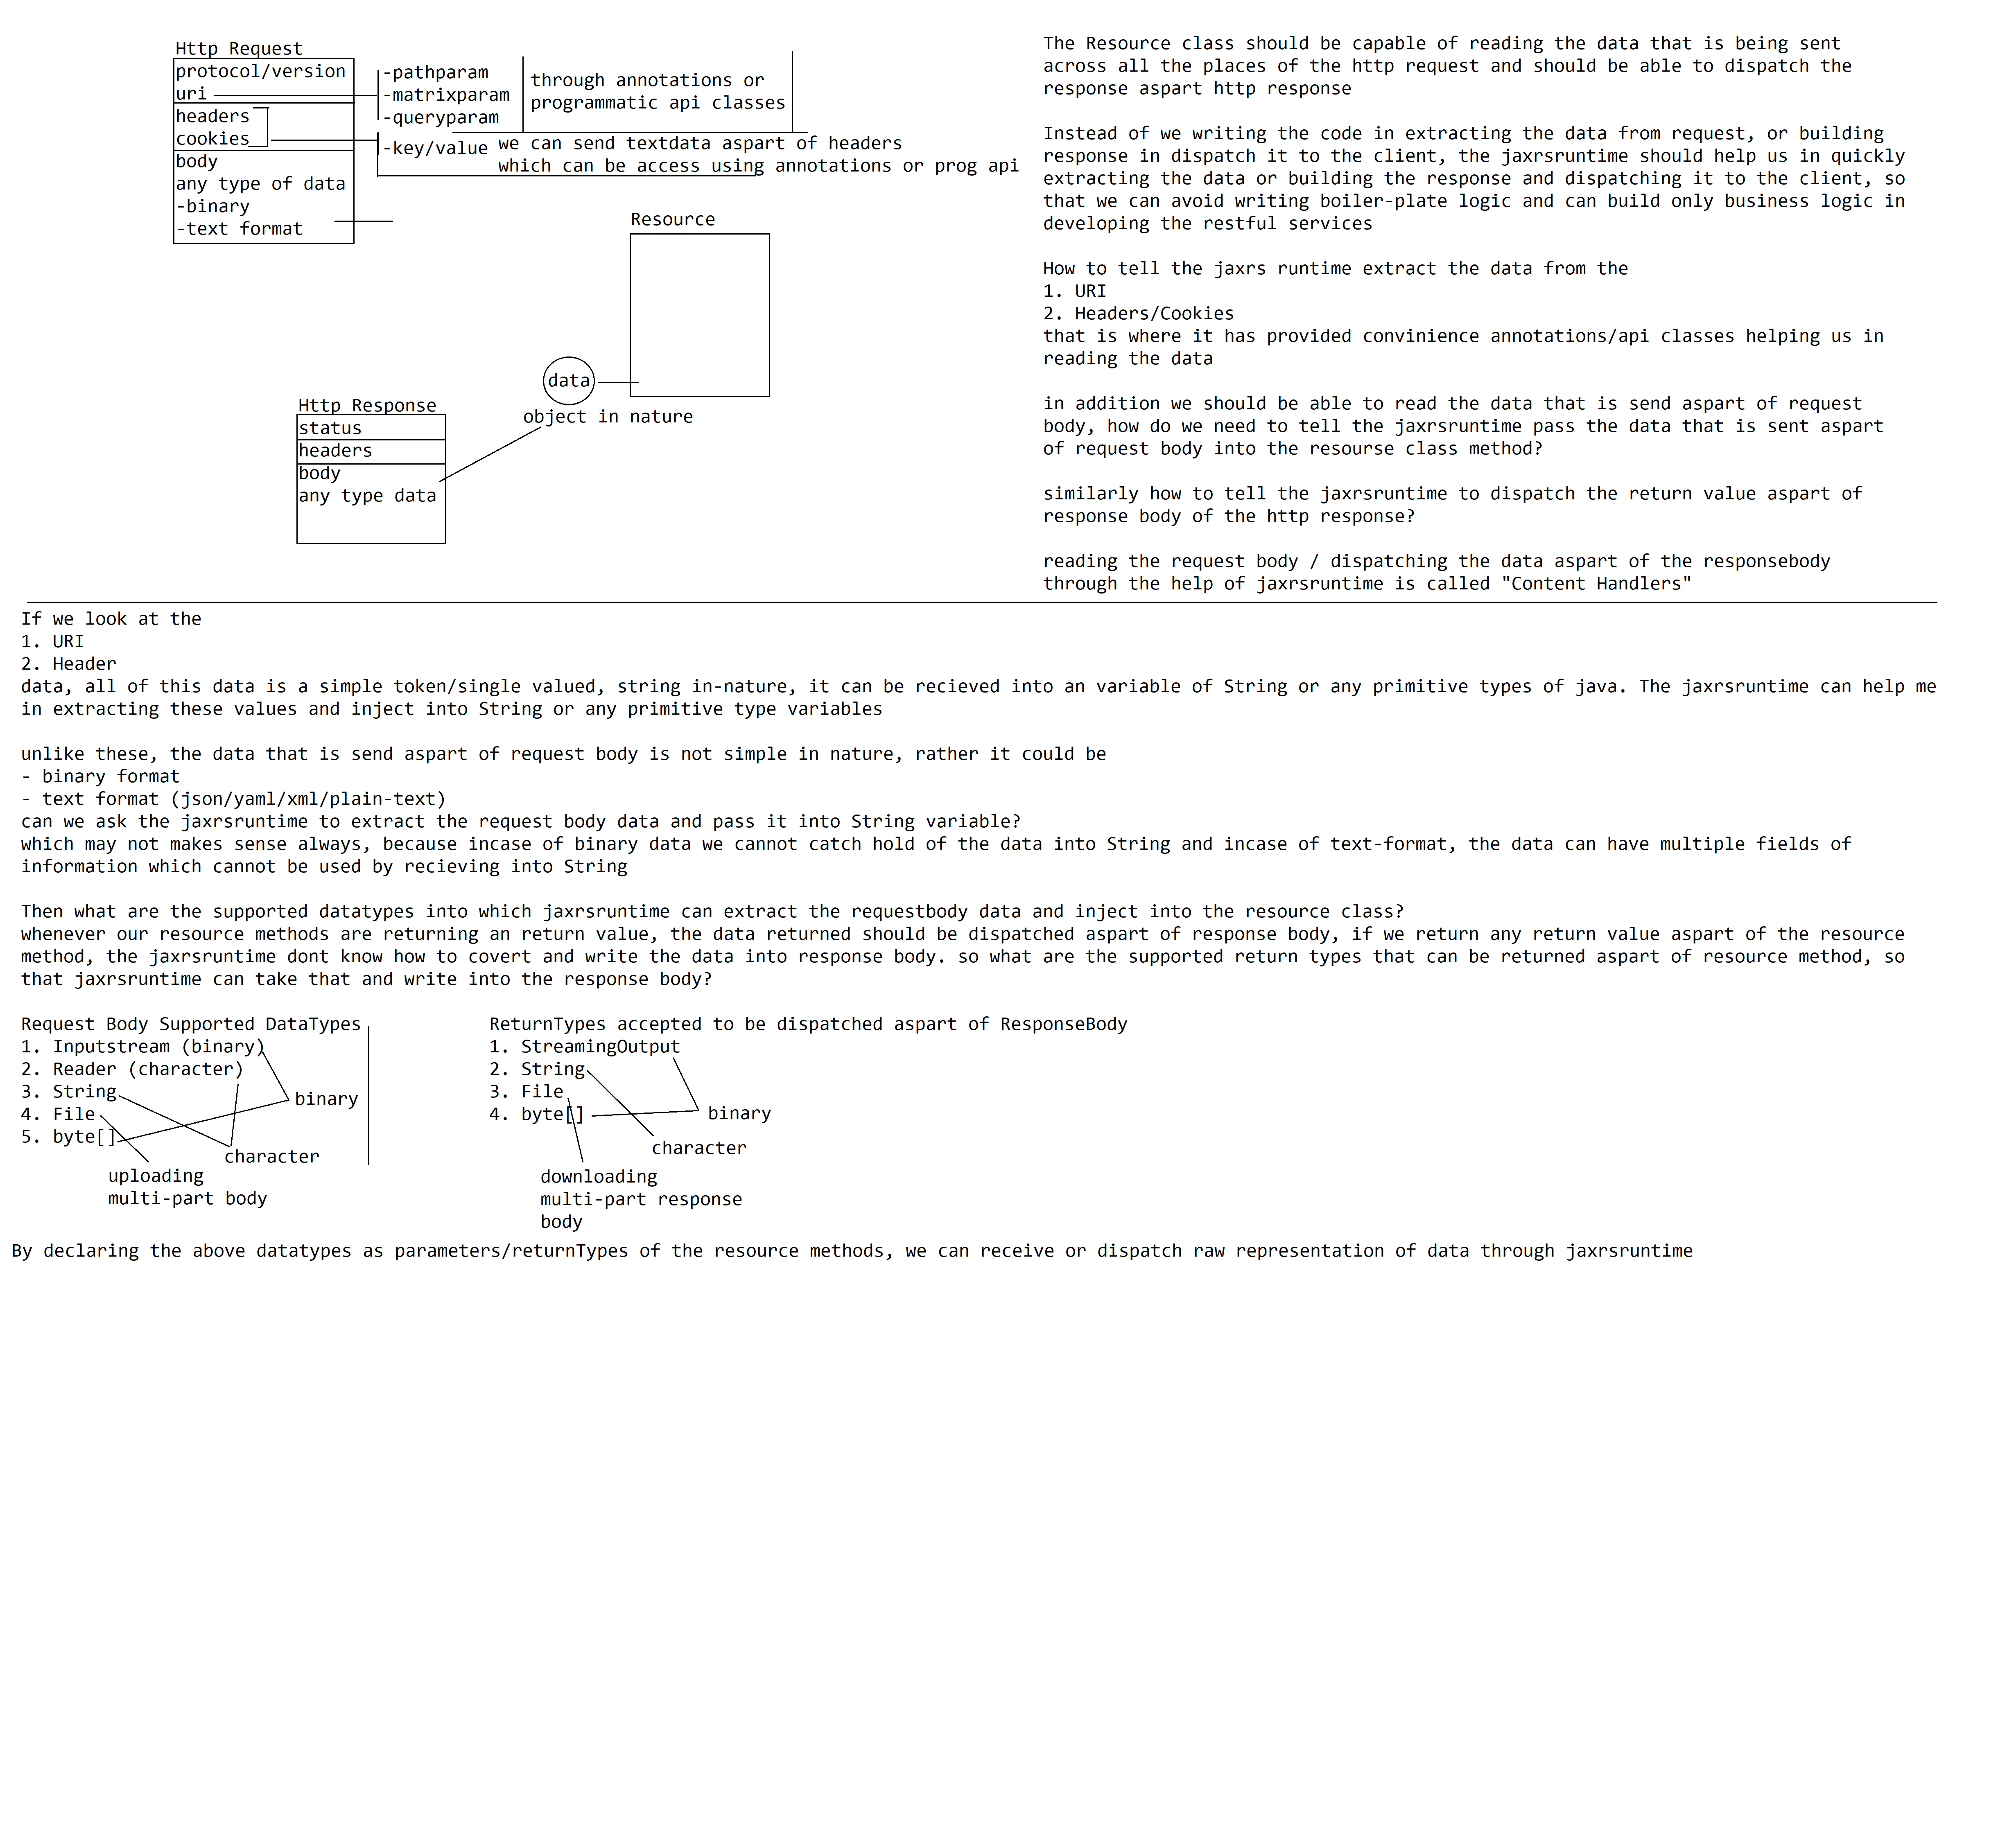 Http Request
protocol/version
uri
headers
cookies
body
any type of data
-binary
-text format
-pathparam
-matrixparam
-queryparam
through annotations or
programmatic api classes
-key/value
we can send textdata aspart of headers
which can be access using annotations or prog api
Resource
data
object in nature
Http Response
status
headers
body
any type data
The Resource class should be capable of reading the data that is being sent
across all the places of the http request and should be able to dispatch the
response aspart http response
Instead of we writing the code in extracting the data from request, or building
response in dispatch it to the client, the jaxrsruntime should help us in quickly
extracting the data or building the response and dispatching it to the client, so
that we can avoid writing boiler-plate logic and can build only business logic in
developing the restful services
How to tell the jaxrs runtime extract the data from the
1. URI
2. Headers/Cookies
that is where it has provided convinience annotations/api classes helping us in
reading the data
in addition we should be able to read the data that is send aspart of request
body, how do we need to tell the jaxrsruntime pass the data that is sent aspart
of request body into the resourse class method?
similarly how to tell the jaxrsruntime to dispatch the return value aspart of
response body of the http response?
reading the request body / dispatching the data aspart of the responsebody
through the help of jaxrsruntime is called "Content Handlers"
If we look at the
1. URI
2. Header
data, all of this data is a simple token/single valued, string in-nature, it can be recieved into an variable of String or any primitive types of java. The jaxrsruntime can help me
in extracting these values and inject into String or any primitive type variables
unlike these, the data that is send aspart of request body is not simple in nature, rather it could be
- binary format
- text format (json/yaml/xml/plain-text)
can we ask the jaxrsruntime to extract the request body data and pass it into String variable?
which may not makes sense always, because incase of binary data we cannot catch hold of the data into String and incase of text-format, the data can have multiple fields of
information which cannot be used by recieving into String
Then what are the supported datatypes into which jaxrsruntime can extract the requestbody data and inject into the resource class?
whenever our resource methods are returning an return value, the data returned should be dispatched aspart of response body, if we return any return value aspart of the resource
method, the jaxrsruntime dont know how to covert and write the data into response body. so what are the supported return types that can be returned aspart of resource method, so
that jaxrsruntime can take that and write into the response body?
Request Body Supported DataTypes
1. Inputstream (binary)
2. Reader (character)
3. String
4. File
5. byte[]
binary
character
uploading
multi-part body
ReturnTypes accepted to be dispatched aspart of ResponseBody
1. StreamingOutput
2. String
3. File
4. byte[]
binary
character
downloading
multi-part response
body
By declaring the above datatypes as parameters/returnTypes of the resource methods, we can receive or dispatch raw representation of data through jaxrsruntime